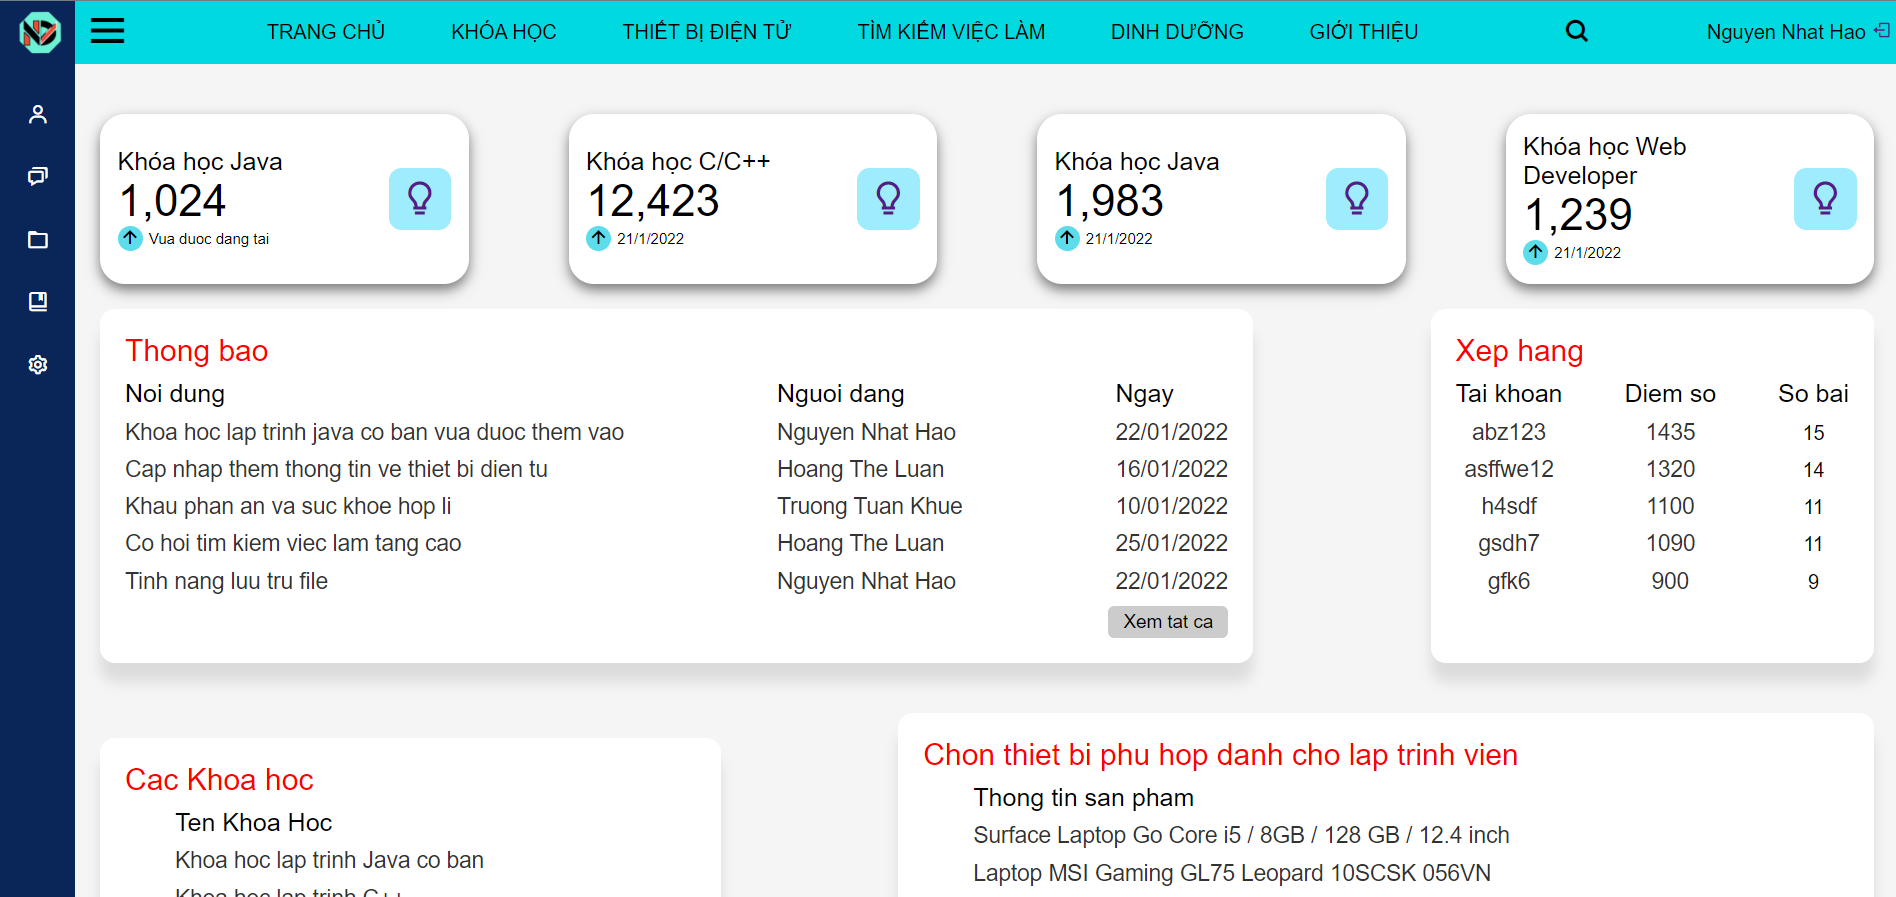 TRANG CHỦ KHÓA HỌC THIẾT BỊ ĐIỆN TỬ TÌM KIẾM VIỆC LÀM DINH DƯỠNG GIỚI THIỆU Nguyen Nhat Hao
Khóa học Java
1,024
Vua duoc dang tai
Khóa học C/C++
12,423
21/1/2022
Khóa học Java
1,983
21/1/2022
Khóa học Web
Developer
1,239
21/1/2022
Thong bao
Noi dung Nguoi dang Ngay
Khoa hoc lap trinh java co ban vua duoc them vao Nguyen Nhat Hao 22/01/2022
Cap nhap them thong tin ve thiet bi dien tu Hoang The Luan 16/01/2022
Khau phan an va suc khoe hop li Truong Tuan Khue 10/01/2022
Co hoi tim kiem viec lam tang cao Hoang The Luan 25/01/2022
Tinh nang luu tru file Nguyen Nhat Hao 22/01/2022
Xem tat ca
Xep hang
Tai khoan Diem so So bai
abz123 1435 15
asffwe12 1320 14
h4sdf 1100 11
gsdh7 1090 11
gfk6 900 9
Cac Khoa hoc
Ten Khoa Hoc
Khoa hoc lap trinh Java co ban
Khoa hoc lap trinh C++
Chon thiet bi phu hop danh cho lap trinh vien
Thong tin san pham
Surface Laptop Go Core i5 / 8GB / 128 GB / 12.4 inch
Laptop MSI Gaming GL75 Leopard 10SCSK 056VN